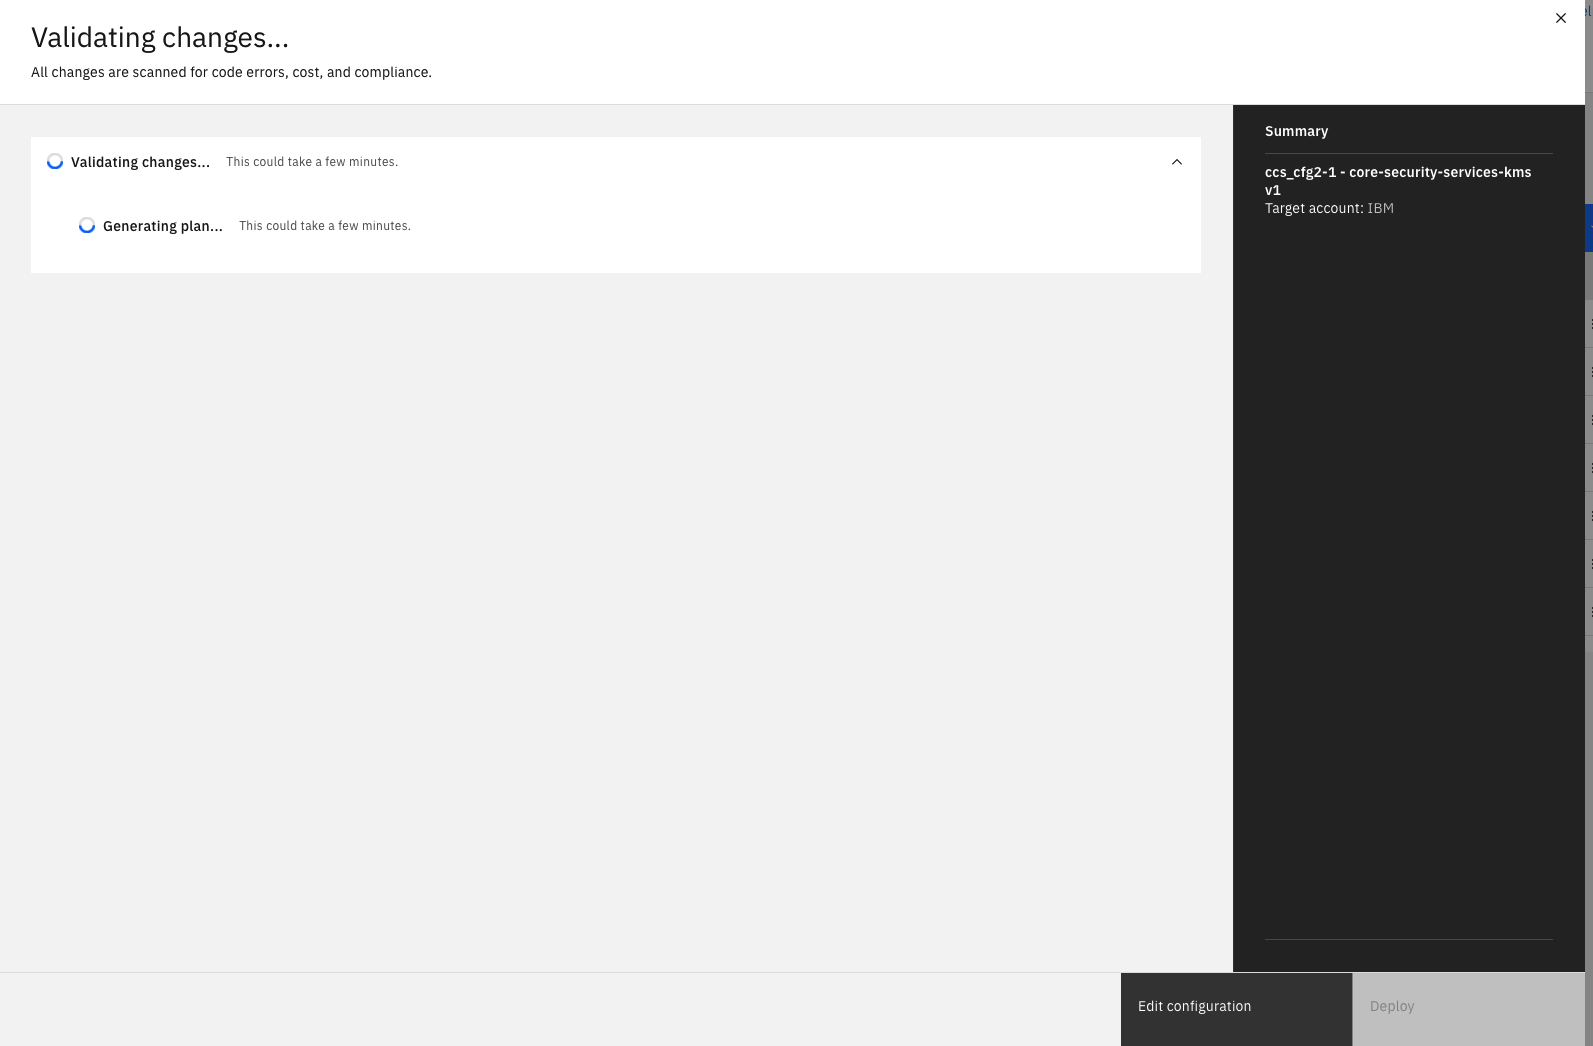 Validating changes...
All changes are scanned for code errors, cost, and compliance.
Validating changes... This could take a few minutes.
Generating plan... This could take a few minutes.
Summary
ccs_cfg2-1 - core-security-services-kms
v1
Target account: IBM
Edit configuration
Deploy